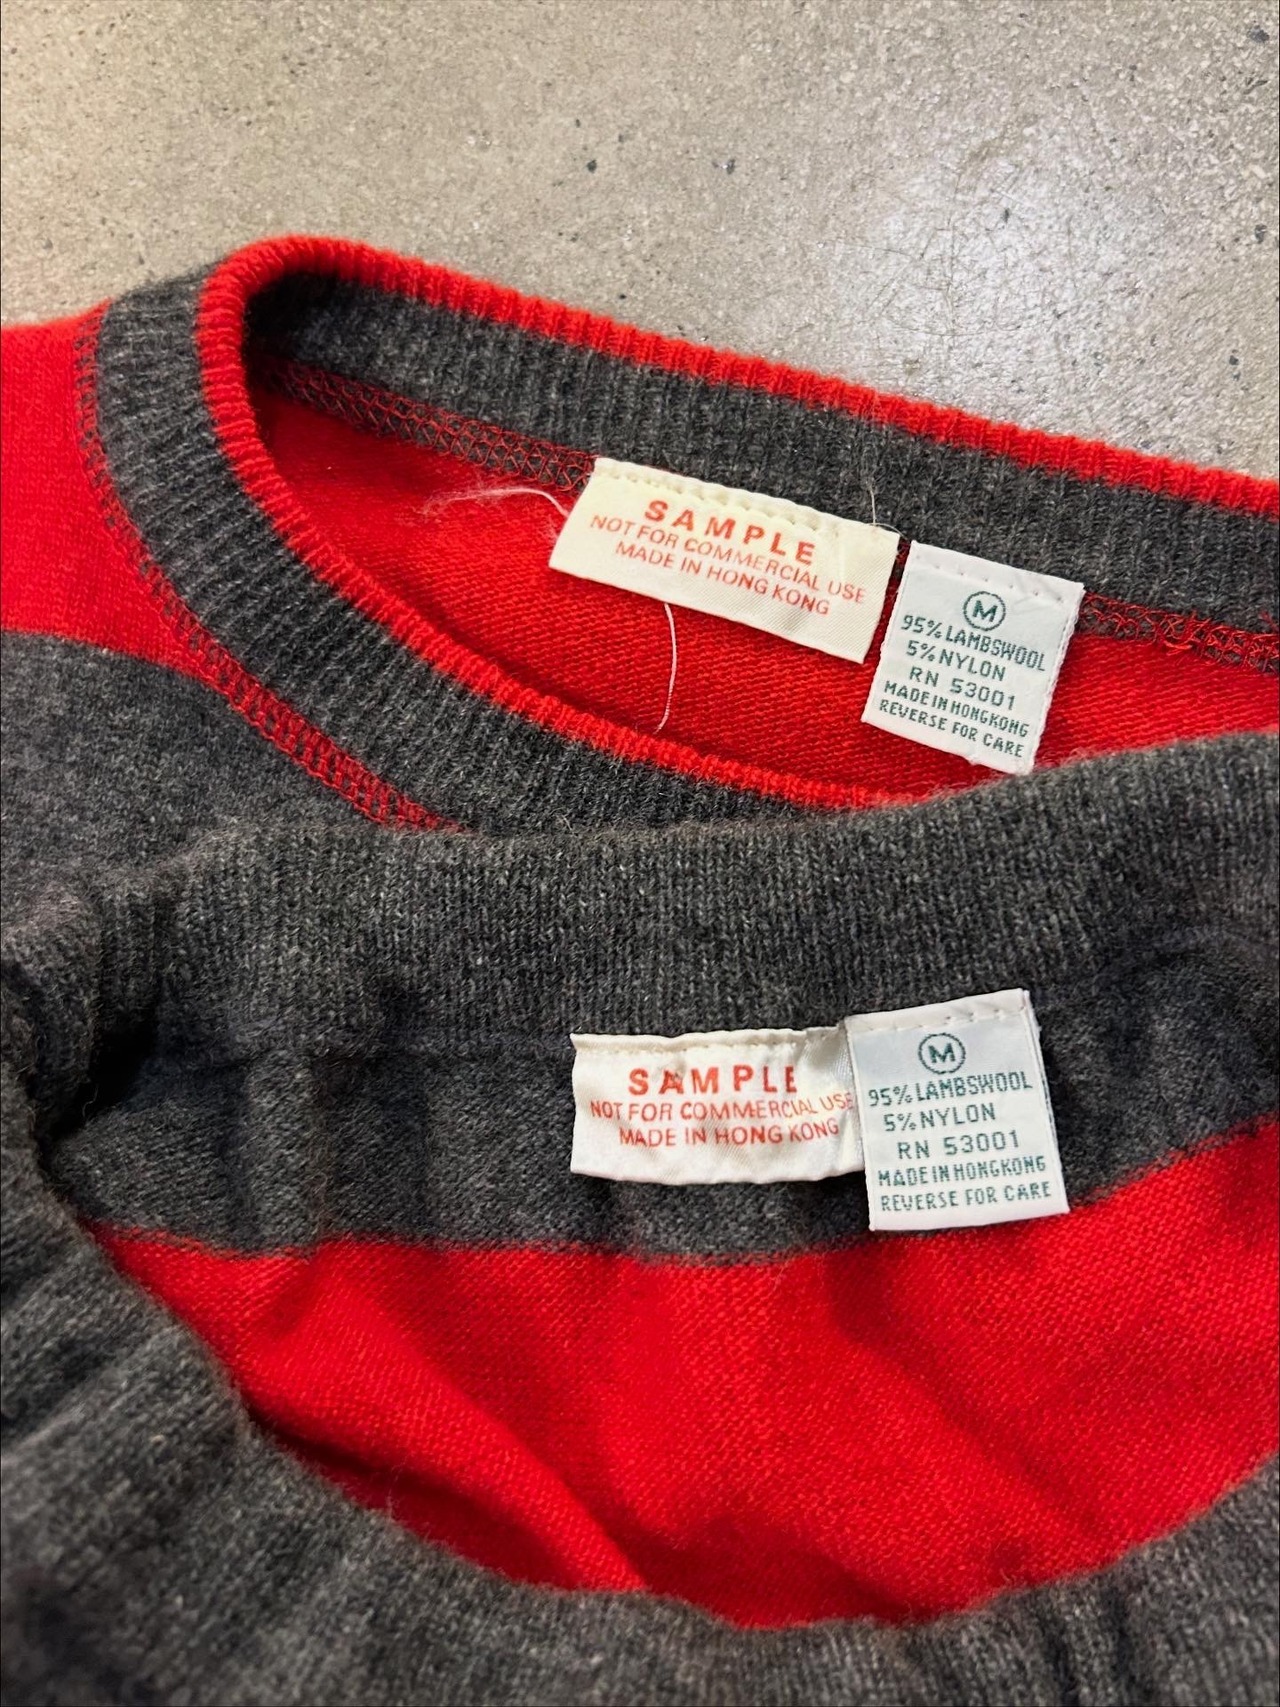 SAMPLE
NOT FOR COMMERCIAL USE
MADE IN HONG KONG
M
95% LAMBSWOOL
5% NYLON
RN 53001
MADE IN HONGKONG
REVERSE FOR CARE
SAMPLE
NOT FOR COMMERCIAL USE
MADE IN HONG KONG
M
95% LAMBSWOOL
5% NYLON
RN 53001
MADE IN HONGKONG
REVERSE FOR CARE